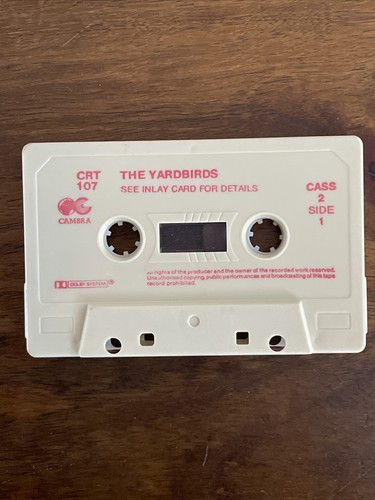 CRT
107
THE YARDBIRDS
SEE INLAY CARD FOR DETAILS
CAMBRA
CASS
2
SIDE
1
All rights of the producer and the owner of the recorded work reserved.
Unauthorised copying, public performances and broadcasting of this tape
record prohibited.
DOLBY SYSTEM®